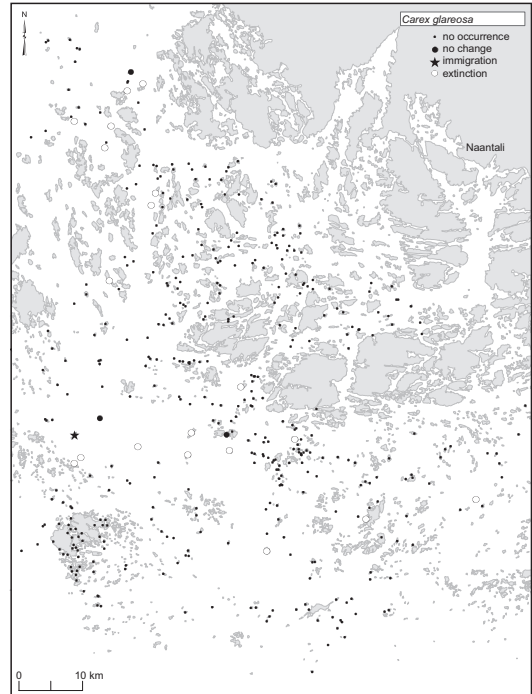 N
Carex glareosa
no occurrence
no change
immigration
extinction
Naantali
0 10 km